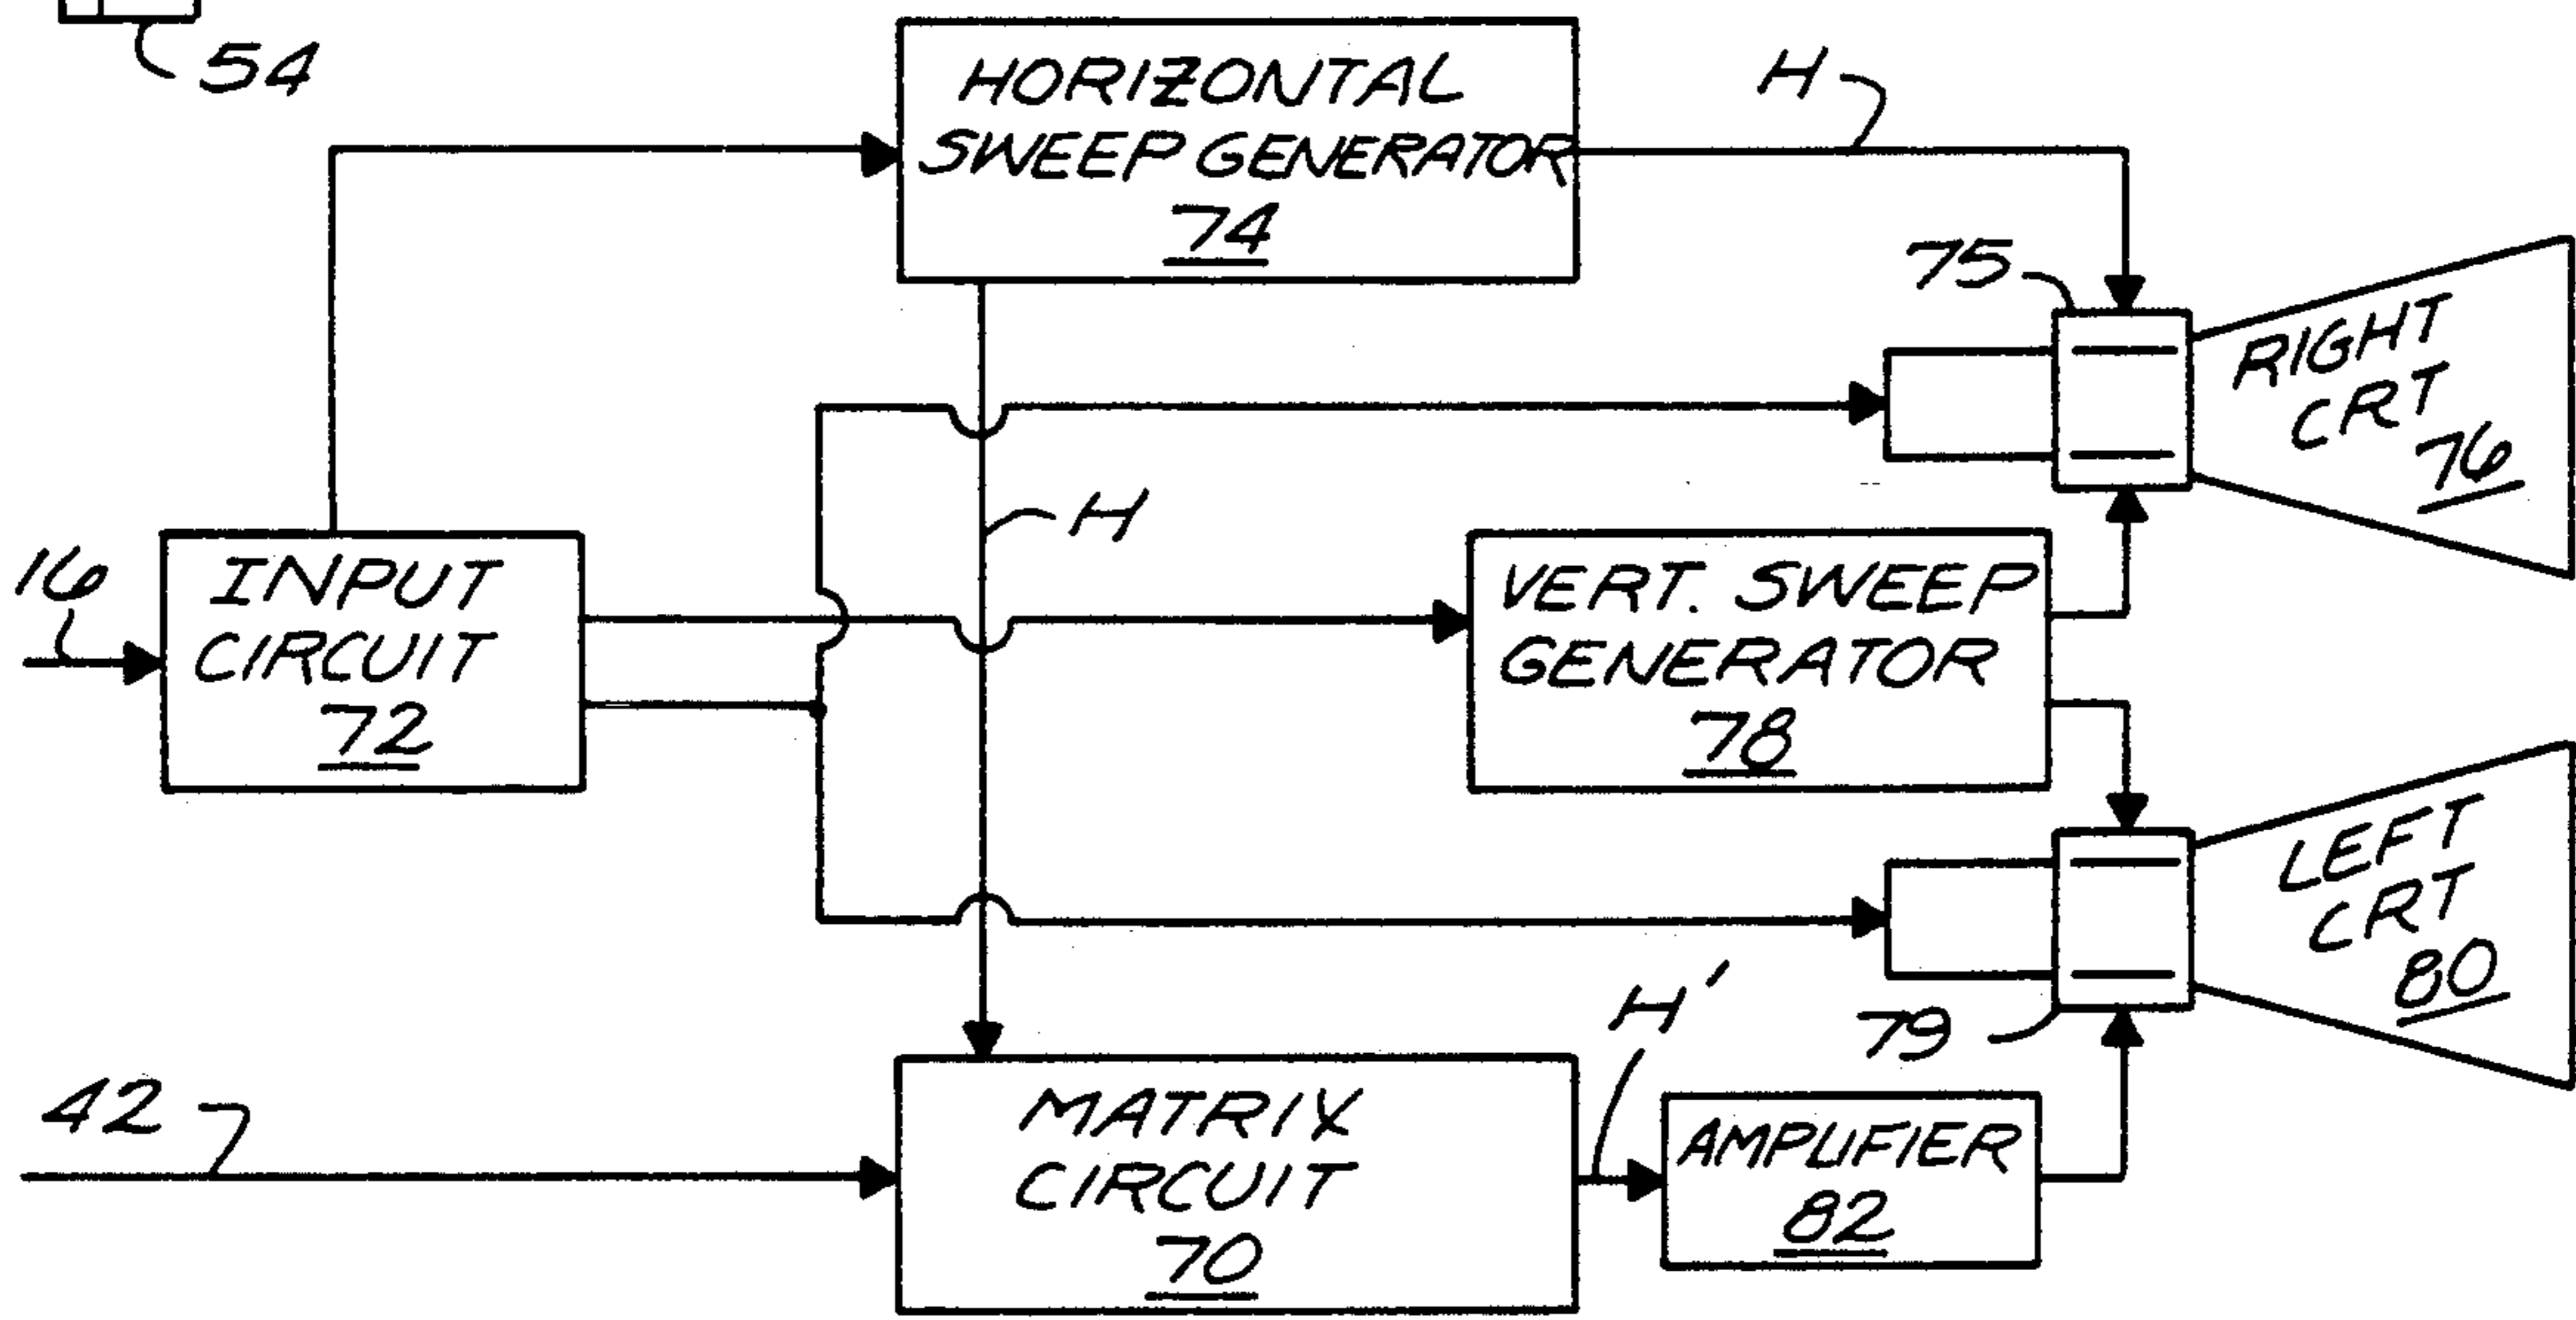 54
HORIZONTAL
SWEEP GENERATOR
74
H
75
RIGHT
CRT
76
H
16
INPUT
CIRCUIT
72
VERT. SWEEP
GENERATOR
78
LEFT
CRT
80
79
H'
42
MATRIX
CIRCUIT
70
AMPLIFIER
82